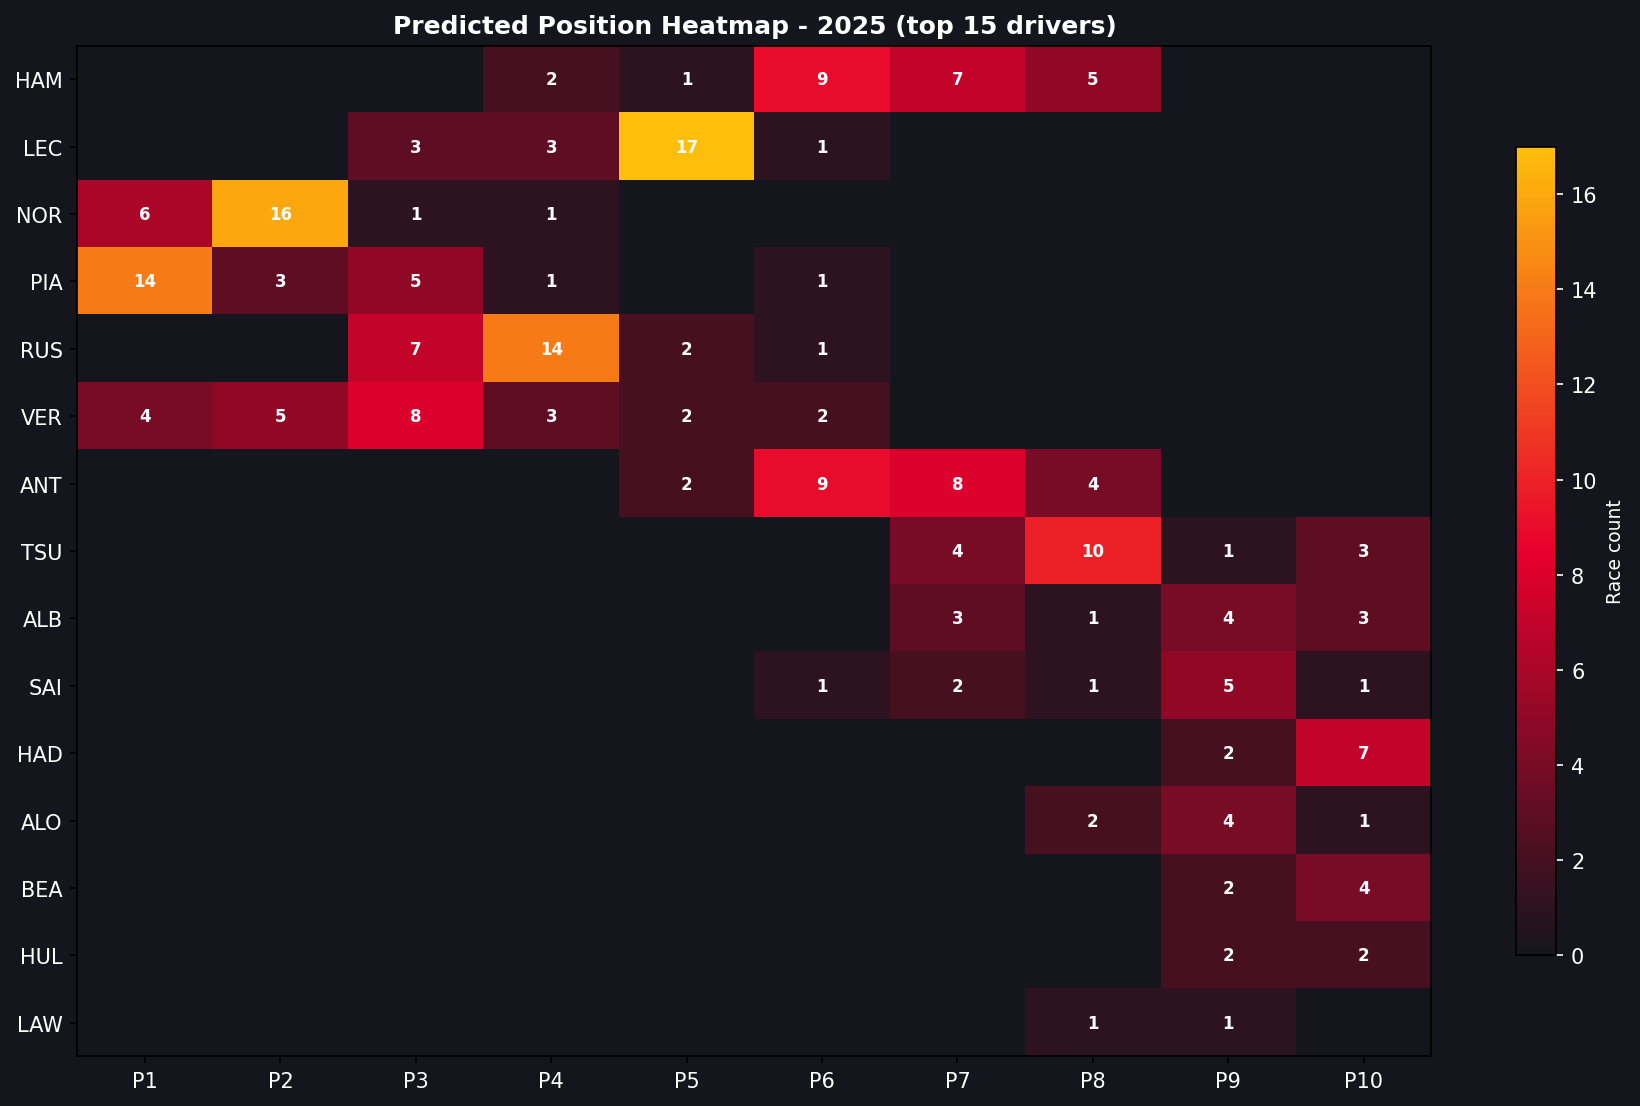 Predicted Position Heatmap - 2025 (top 15 drivers)
HAM 2 1 9 7 5
LEC 3 3 17 1
NOR 6 16 1 1
PIA 14 3 5 1 1
RUS 7 14 2 1
VER 4 5 8 3 2 2
ANT 2 9 8 4
TSU 4 10 1 3
ALB 3 1 4 3
SAI 1 2 1 5 1
HAD 2 7
ALO 2 4 1
BEA 2 4
HUL 2 2
LAW 1 1
P1 P2 P3 P4 P5 P6 P7 P8 P9 P10
16
14
12
10
8
6
4
2
0
Race count